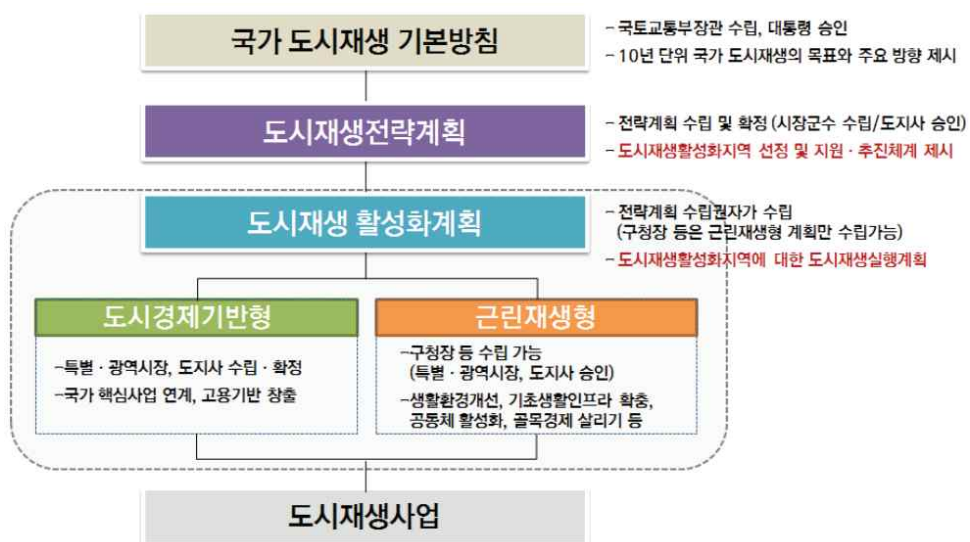 국가 도시재생 기본방침
– 국토교통부장관 수립, 대통령 승인
– 10년 단위 국가 도시재생의 목표와 주요 방향 제시
도시재생전략계획
– 전략계획 수립 및 확정 (시장군수 수립/도지사 승인)
– 도시재생활성화지역 선정 및 지원 · 추진체계 제시
도시재생 활성화계획
– 전략계획 수립권자가 수립
(구청장 등은 근린재생형 계획만 수립가능)
– 도시재생활성화지역에 대한 도시재생실행계획
도시경제기반형
–특별 · 광역시장, 도지사 수립 · 확정
–국가 핵심사업 연계, 고용기반 창출
근린재생형
–구청장 등 수립 가능
(특별 · 광역시장, 도지사 승인)
–생활환경개선, 기초생활인프라 확충,
공동체 활성화, 골목경제 살리기 등
도시재생사업